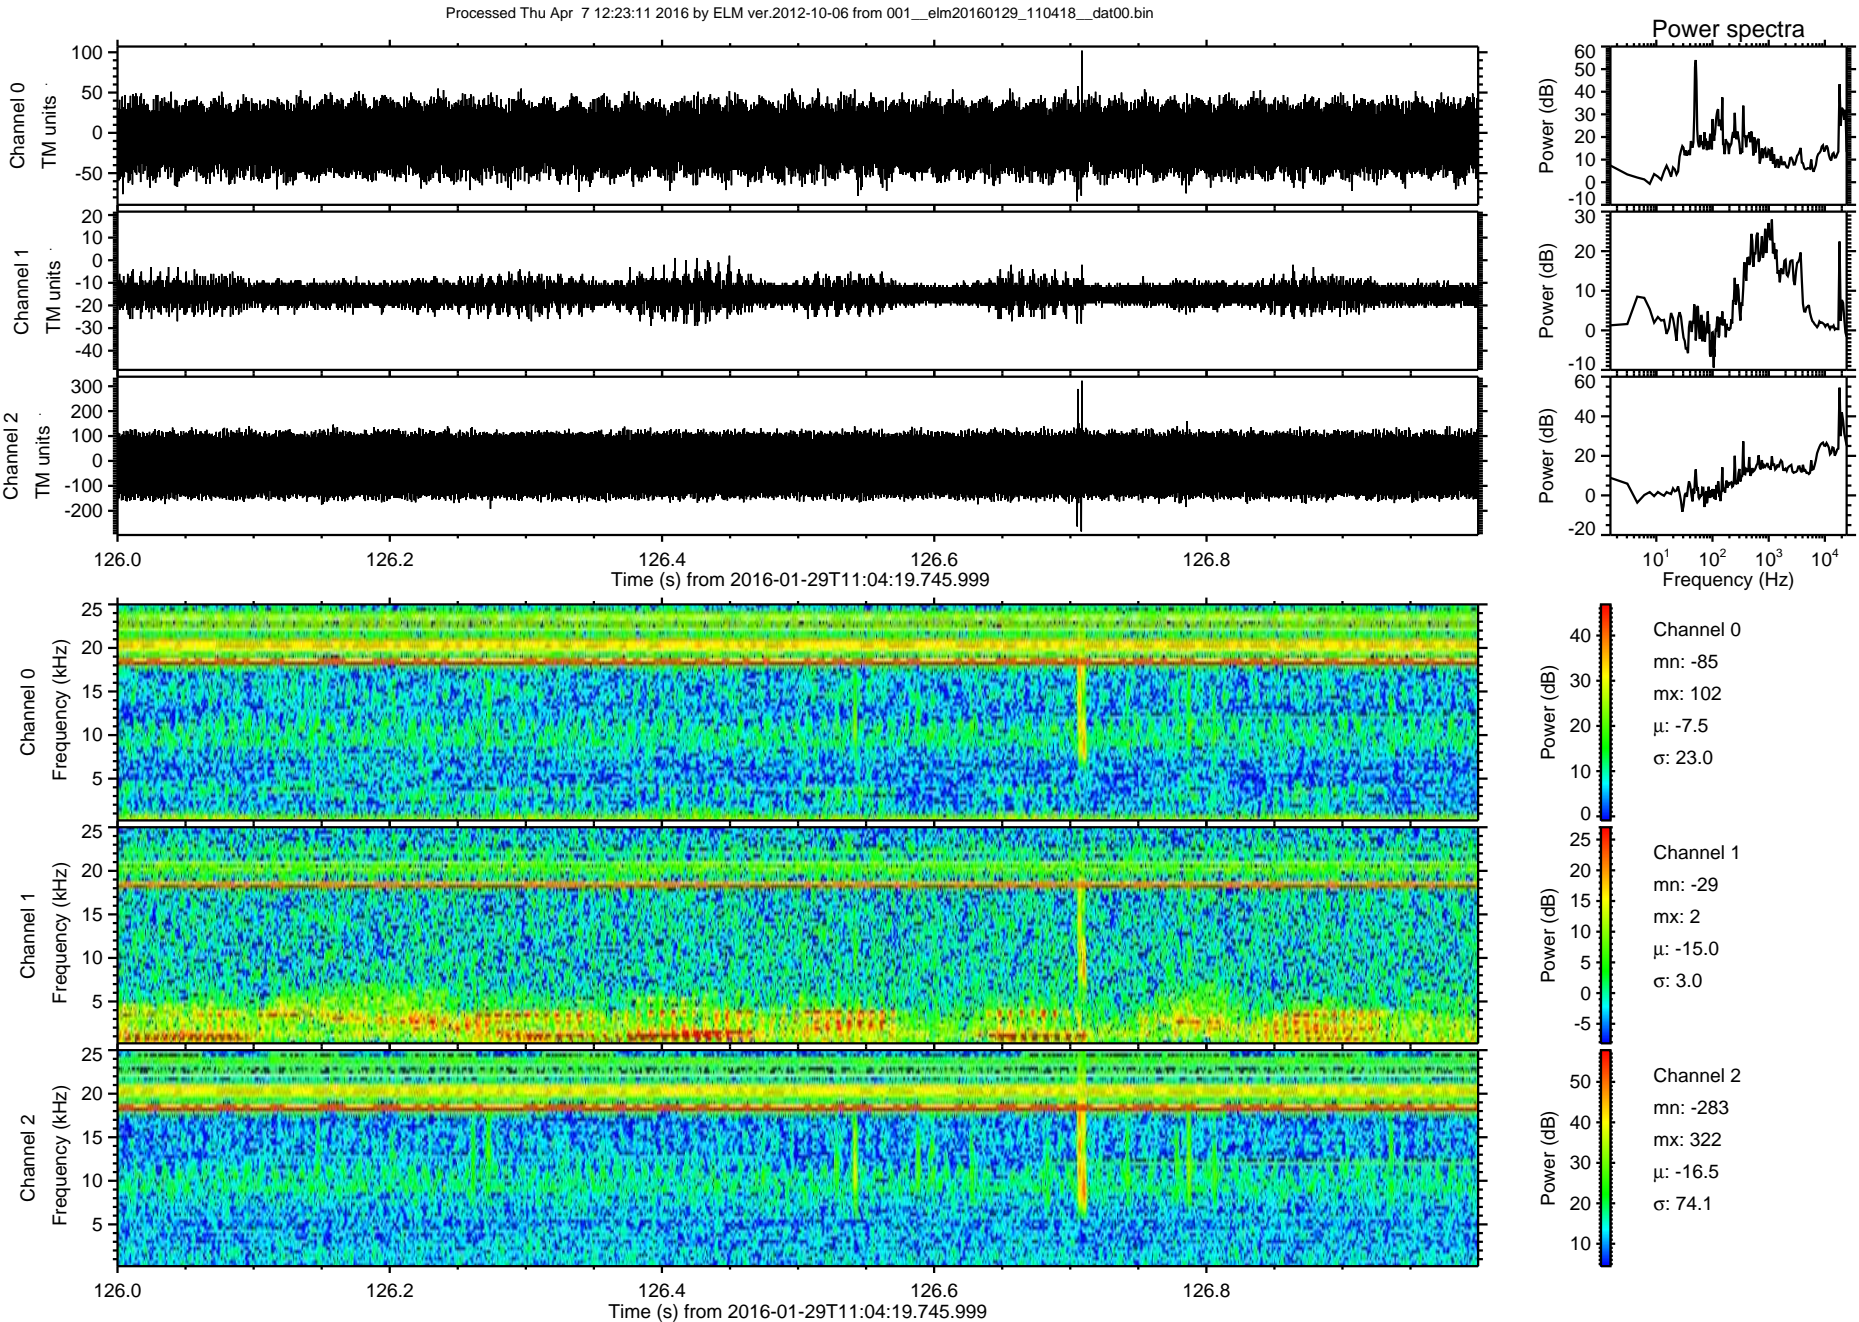 Processed Thu Apr 7 12:23:11 2016 by ELM ver.2012-10-06 from 001__elm20160129_110418__dat00.bin
Power spectra
Channel 0
TM units
100
50
0
-50
Power (dB)
60
50
40
30
20
10
0
-10
Channel 1
TM units
20
10
0
-10
-20
-30
-40
Power (dB)
30
20
10
0
-10
Channel 2
TM units
300
200
100
0
-100
-200
Power (dB)
60
40
20
0
-20
126.0 126.2 126.4 126.6 126.8
Time (s) from 2016-01-29T11:04:19.745.999
10¹ 10² 10³ 10⁴
Frequency (Hz)
Channel 0
Frequency (kHz)
25
20
15
10
5
Power (dB)
40
30
20
10
0
Channel 0
mn: -85
mx: 102
μ: -7.5
σ: 23.0
Channel 1
Frequency (kHz)
25
20
15
10
5
Power (dB)
25
20
15
10
5
0
-5
Channel 1
mn: -29
mx: 2
μ: -15.0
σ: 3.0
Channel 2
Frequency (kHz)
25
20
15
10
5
Power (dB)
50
40
30
20
10
Channel 2
mn: -283
mx: 322
μ: -16.5
σ: 74.1
126.0 126.2 126.4 126.6 126.8
Time (s) from 2016-01-29T11:04:19.745.999